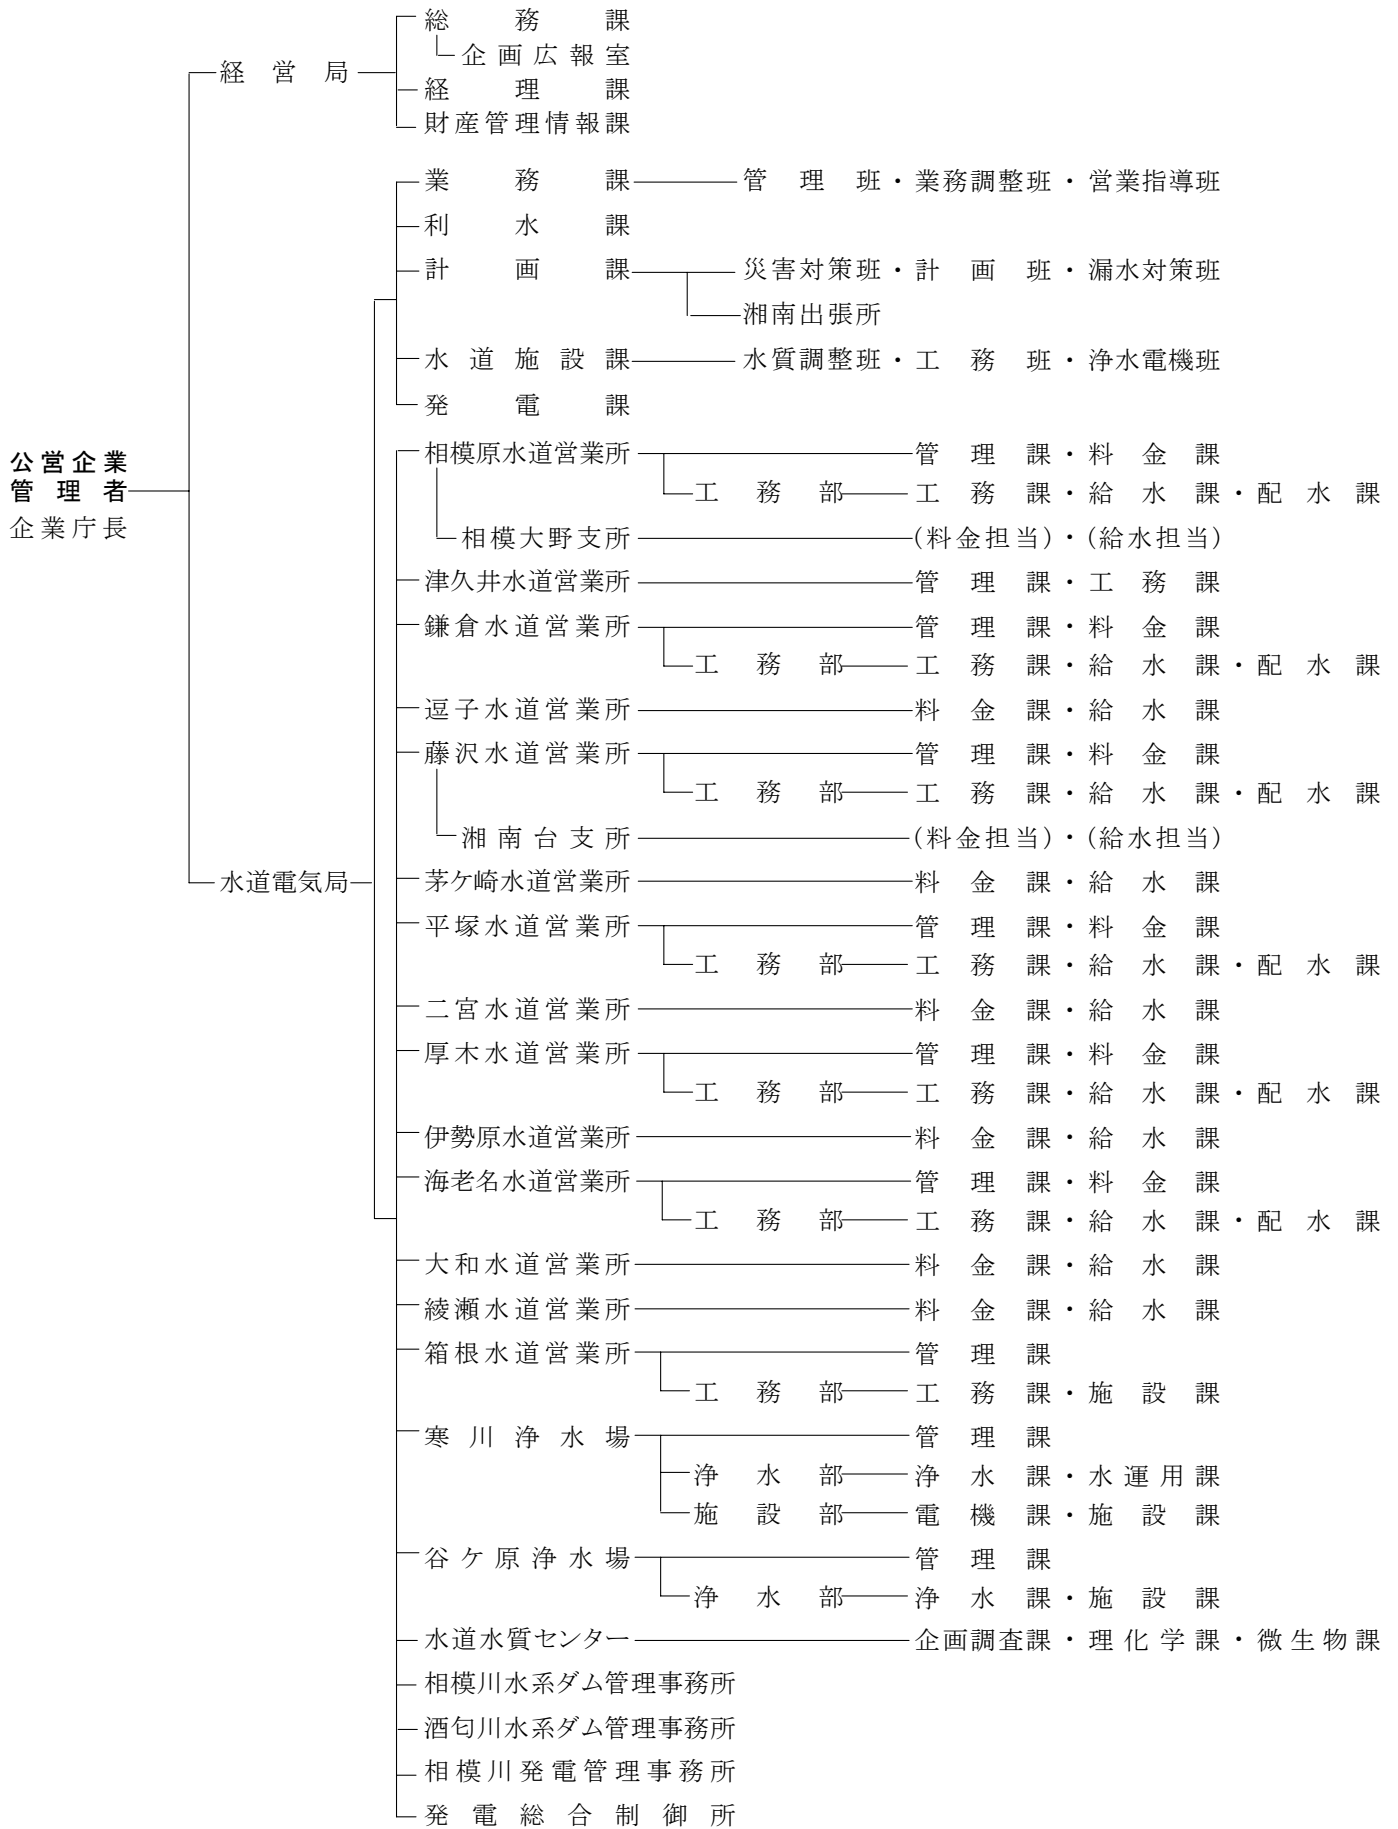 総務課
企画広報室
経営局
経理課
財産管理情報課
業務課 管理班・業務調整班・営業指導班
利水課
計画課 災害対策班・計画班・漏水対策班
湘南出張所
水道施設課 水質調整班・工務班・浄水電機班
発電課
公営企業
管理者
企業庁長
相模原水道営業所 管理課・料金課
工務部 工務課・給水課・配水課
相模大野支所 (料金担当)・(給水担当)
津久井水道営業所 管理課・工務課
鎌倉水道営業所 管理課・料金課
工務部 工務課・給水課・配水課
逗子水道営業所 料金課・給水課
藤沢水道営業所 管理課・料金課
工務部 工務課・給水課・配水課
湘南台支所 (料金担当)・(給水担当)
水道電気局
茅ケ崎水道営業所 料金課・給水課
平塚水道営業所 管理課・料金課
工務部 工務課・給水課・配水課
二宮水道営業所 料金課・給水課
厚木水道営業所 管理課・料金課
工務部 工務課・給水課・配水課
伊勢原水道営業所 料金課・給水課
海老名水道営業所 管理課・料金課
工務部 工務課・給水課・配水課
大和水道営業所 料金課・給水課
綾瀬水道営業所 料金課・給水課
箱根水道営業所 管理課
工務部 工務課・施設課
寒川浄水場 管理課
浄水部 浄水課・水運用課
施設部 電機課・施設課
谷ケ原浄水場 管理課
浄水部 浄水課・施設課
水道水質センター 企画調査課・理化学課・微生物課
相模川水系ダム管理事務所
酒匂川水系ダム管理事務所
相模川発電管理事務所
発電総合制御所